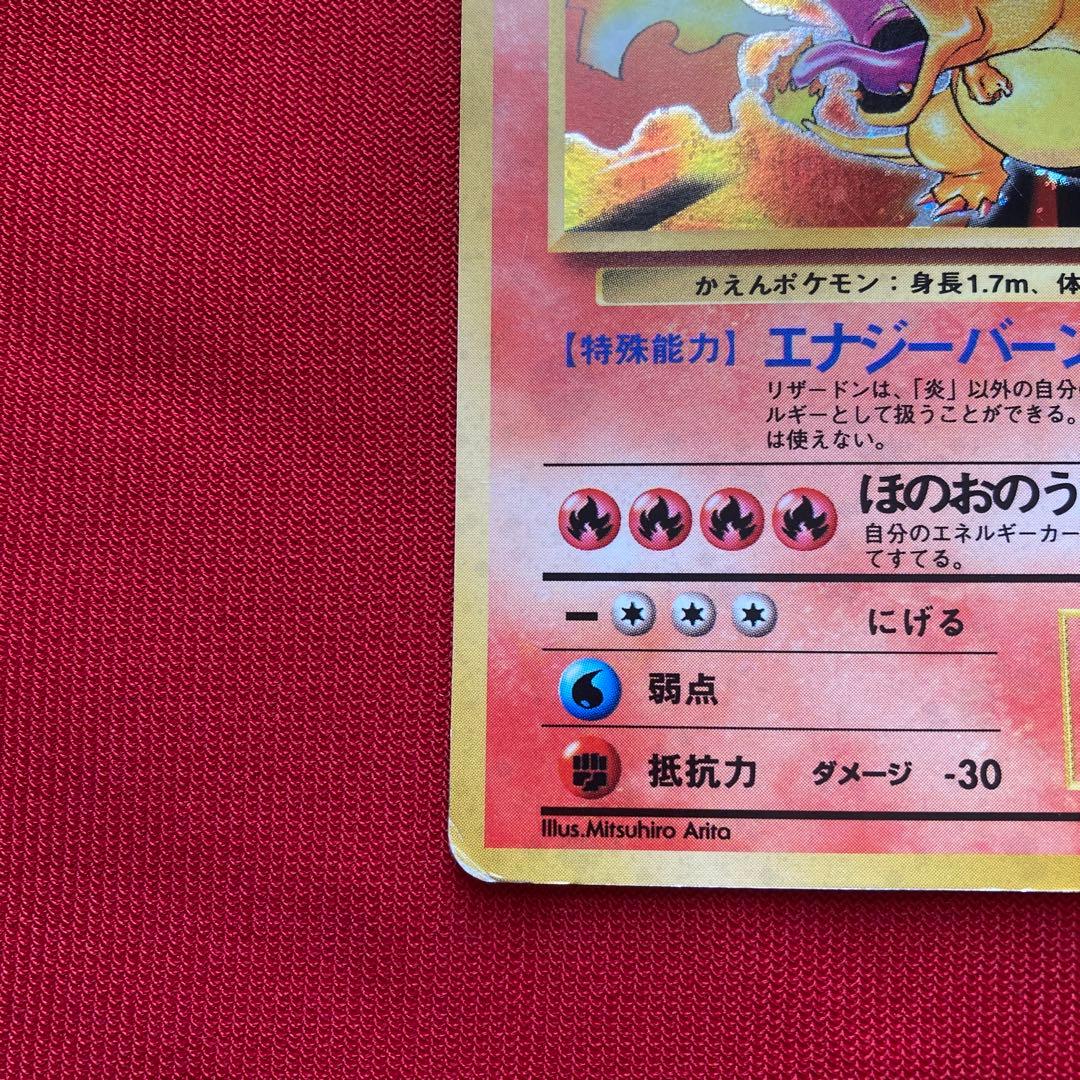 かえんポケモン：身長1.7m、体
【特殊能力】 エナジーバーン
リザードンは、「炎」以外の自分
ルギーとして扱うことができる。
は使えない。
ほのおのう
自分のエネルギーカー
てすてる。
にげる
弱点
抵抗力 ダメージ -30
Illus.Mitsuhiro Arita